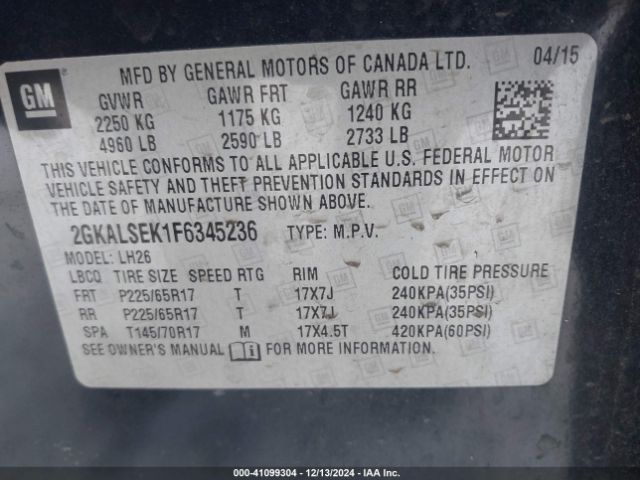 GM
MFD BY GENERAL MOTORS OF CANADA LTD. 04/15
GVWR GAWR FRT GAWR RR
2250 KG 1175 KG 1240 KG
4960 LB 2590 LB 2733 LB
THIS VEHICLE CONFORMS TO ALL APPLICABLE U.S. FEDERAL MOTOR
VEHICLE SAFETY AND THEFT PREVENTION STANDARDS IN EFFECT ON
THE DATE OF MANUFACTURE SHOWN ABOVE.
2GKALSEK1F6345236 TYPE: M.P.V.
MODEL: LH26
LBCQ TIRE SIZE SPEED RTG RIM COLD TIRE PRESSURE
FRT P225/65R17 T 17X7J 240KPA(35PSI)
RR P225/65R17 T 17X7J 240KPA(35PSI)
SPA T145/70R17 M 17X4.5T 420KPA(60PSI)
SEE OWNER'S MANUAL FOR MORE INFORMATION.
000-41099304 | 12/13/2024 - IAA Inc.